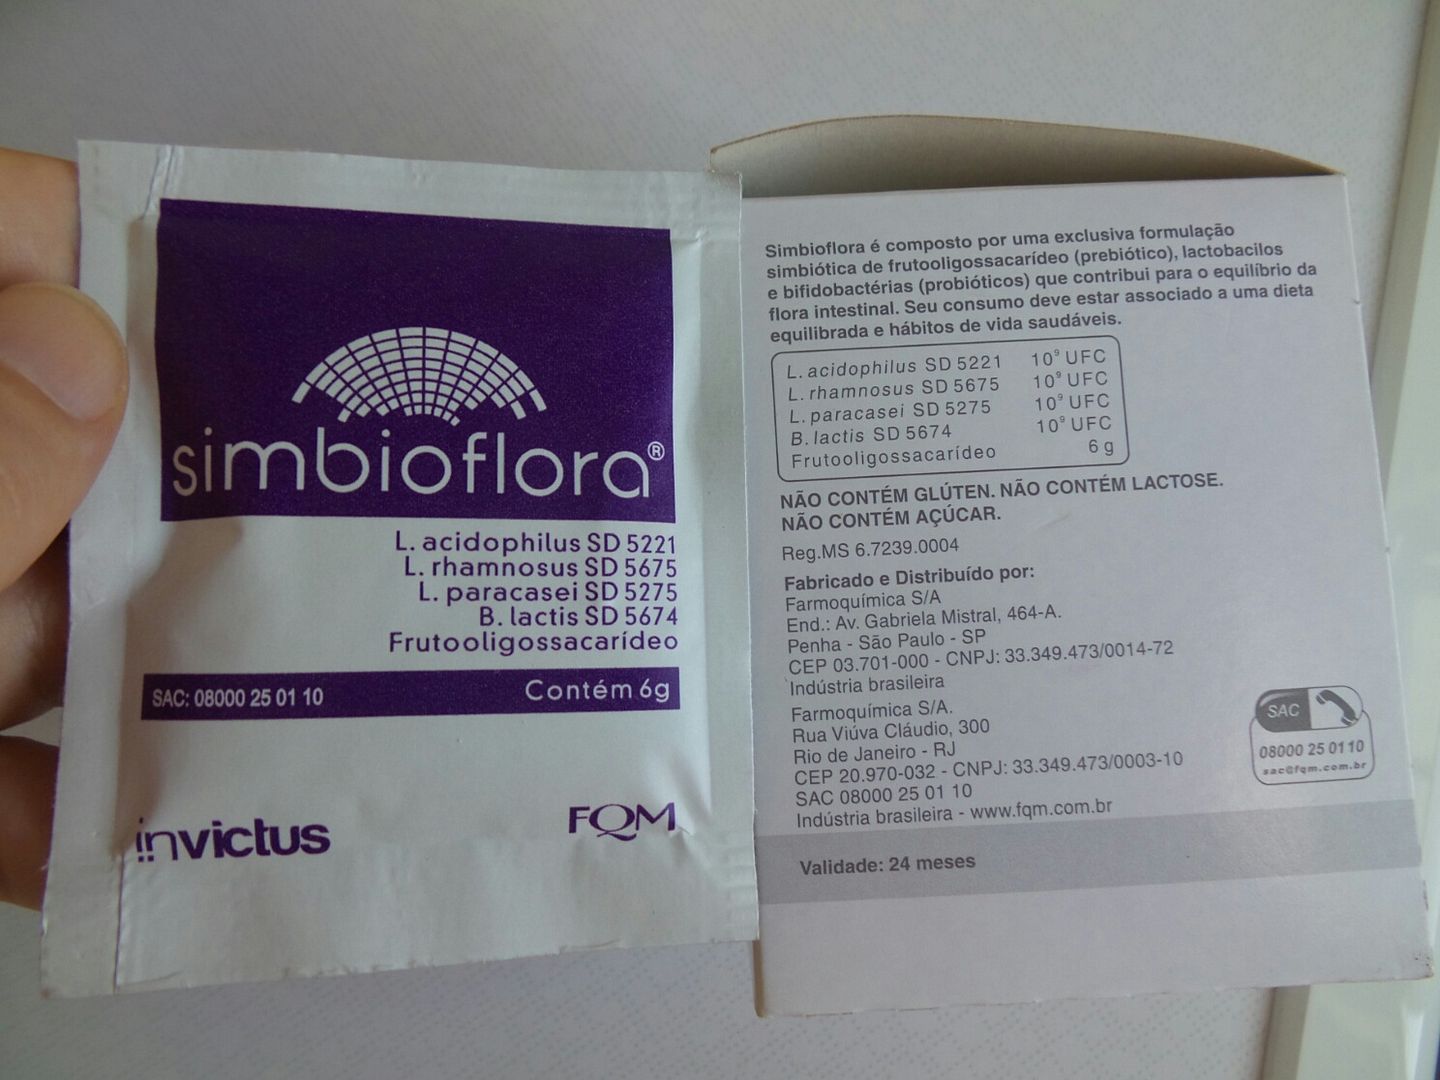 simbioflora®
L. acidophilus SD 5221
L. rhamnosus SD 5675
L. paracasei SD 5275
B. lactis SD 5674
Frutooligossacarídeo
SAC: 08000 25 01 10 Contém 6g
invictus FQM
Simbioflora é composto por uma exclusiva formulação
simbiótica de frutooligossacarídeo (prebiótico), lactobacilos
e bifidobactérias (probióticos) que contribui para o equilíbrio da
flora intestinal. Seu consumo deve estar associado a uma dieta
equilibrada e hábitos de vida saudáveis.
L. acidophilus SD 5221 10⁹ UFC
L. rhamnosus SD 5675 10⁹ UFC
L. paracasei SD 5275 10⁹ UFC
B. lactis SD 5674 10⁹ UFC
Frutooligossacarídeo 6 g
NÃO CONTÉM GLÚTEN. NÃO CONTÉM LACTOSE.
NÃO CONTÉM AÇÚCAR.
Reg.MS 6.7239.0004
Fabricado e Distribuído por:
Farmoquímica S/A
End.: Av. Gabriela Mistral, 464-A.
Penha - São Paulo - SP
CEP 03.701-000 - CNPJ: 33.349.473/0014-72
Indústria brasileira
Farmoquímica S/A.
Rua Viúva Cláudio, 300
Rio de Janeiro - RJ
CEP 20.970-032 - CNPJ: 33.349.473/0003-10
SAC 08000 25 01 10
Indústria brasileira - www.fqm.com.br
SAC
08000 25 01 10
sac@fqm.com.br
Validade: 24 meses